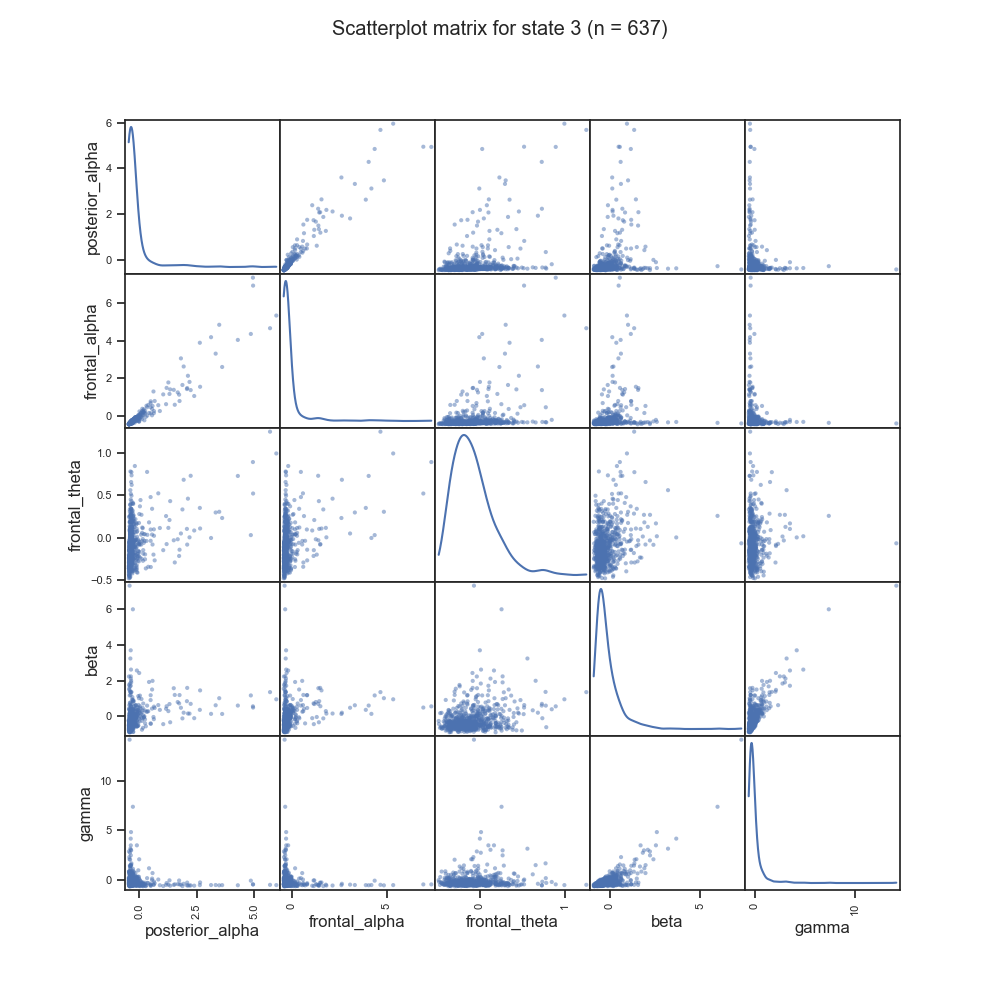 Scatterplot matrix for state 3 (n = 637)
posterior_alpha
6
4
2
0
frontal_alpha
6
4
2
0
frontal_theta
1.0
0.5
0.0
−0.5
beta
6
4
2
0
gamma
10
5
0
0.0 2.5 5.0 0 5 0 1 0 5 0 10
posterior_alpha frontal_alpha frontal_theta beta gamma